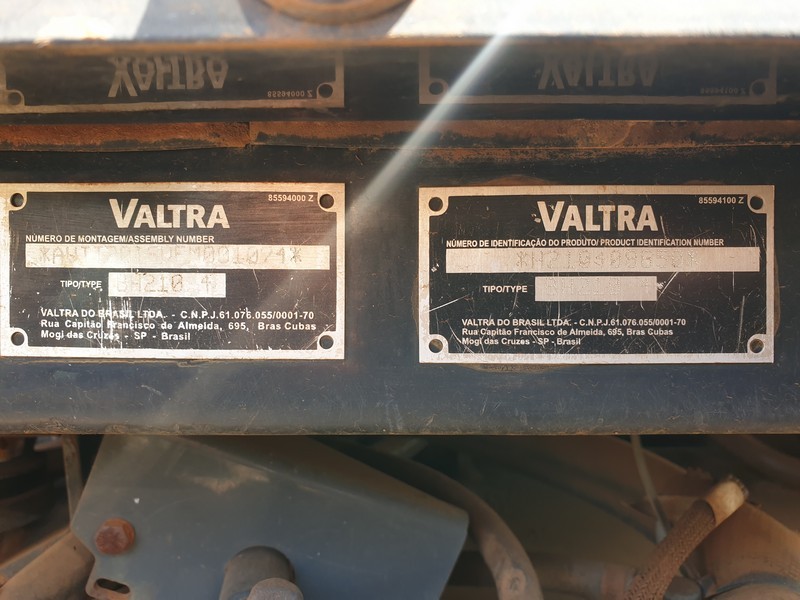 VALTRA
85594000 Z
NÚMERO DE MONTAGEM/ASSEMBLY NUMBER
TIPO/TYPE BH210 4
VALTRA DO BRASIL LTDA. - C.N.P.J.61.076.055/0001-70
Rua Capitão Francisco de Almeida, 695, Bras Cubas
Mogi das Cruzes - SP - Brasil
VALTRA
85594100 Z
NÚMERO DE IDENTIFICAÇÃO DO PRODUTO/ PRODUCT IDENTIFICATION NUMBER
TIPO/TYPE
VALTRA DO BRASIL LTDA. - C.N.P.J.61.076.055/0001-70
Rua Capitão Francisco de Almeida, 695, Bras Cubas
Mogi das Cruzes - SP - Brasil